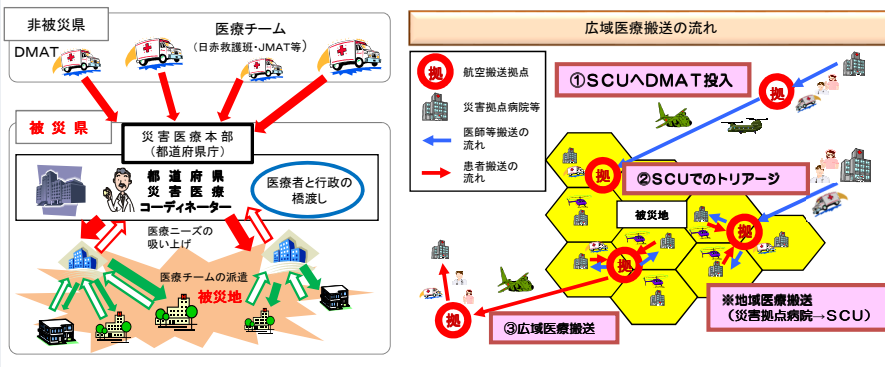 非被災県
DMAT
医療チーム
（日赤救護班・JMAT等）
被災県
災害医療本部
（都道府県庁）
都道府県
災害医療
コーディネーター
医療者と行政の
橋渡し
医療ニーズの
吸い上げ
医療チームの派遣
被災地
広域医療搬送の流れ
拠
航空搬送拠点
災害拠点病院等
医師等搬送の
流れ
患者搬送の
流れ
①ＳＣＵへDMAT投入
拠
拠
②ＳＣＵでのトリアージ
被災地
拠
拠
拠
③広域医療搬送
※地域医療搬送
（災害拠点病院→ＳＣＵ）